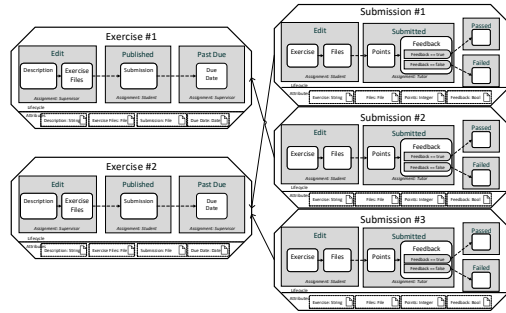 Exercise #1
Edit
Published
Past Due
Description
Exercise
Files
Submission
Due
Date
Assignment: Supervisor
Assignment: Student
Assignment: Supervisor
Lifecycle
Attributes
Description: String
Exercise Files: File
Submission: File
Due Date: Date
Exercise #2
Edit
Published
Past Due
Description
Exercise
Files
Submission
Due
Date
Assignment: Supervisor
Assignment: Student
Assignment: Supervisor
Lifecycle
Attributes
Description: String
Exercise Files: File
Submission: File
Due Date: Date
Submission #1
Edit
Submitted
Passed
Exercise
Files
Points
Feedback
Feedback == true
Feedback == false
Failed
Assignment: Student
Assignment: Tutor
Lifecycle
Attributes
Exercise: String
Files: File
Points: Integer
Feedback: Bool
Submission #2
Edit
Submitted
Passed
Exercise
Files
Points
Feedback
Feedback == true
Feedback == false
Failed
Assignment: Student
Assignment: Tutor
Lifecycle
Attributes
Exercise: String
Files: File
Points: Integer
Feedback: Bool
Submission #3
Edit
Submitted
Passed
Exercise
Files
Points
Feedback
Feedback == true
Feedback == false
Failed
Assignment: Student
Assignment: Tutor
Lifecycle
Attributes
Exercise: String
Files: File
Points: Integer
Feedback: Bool